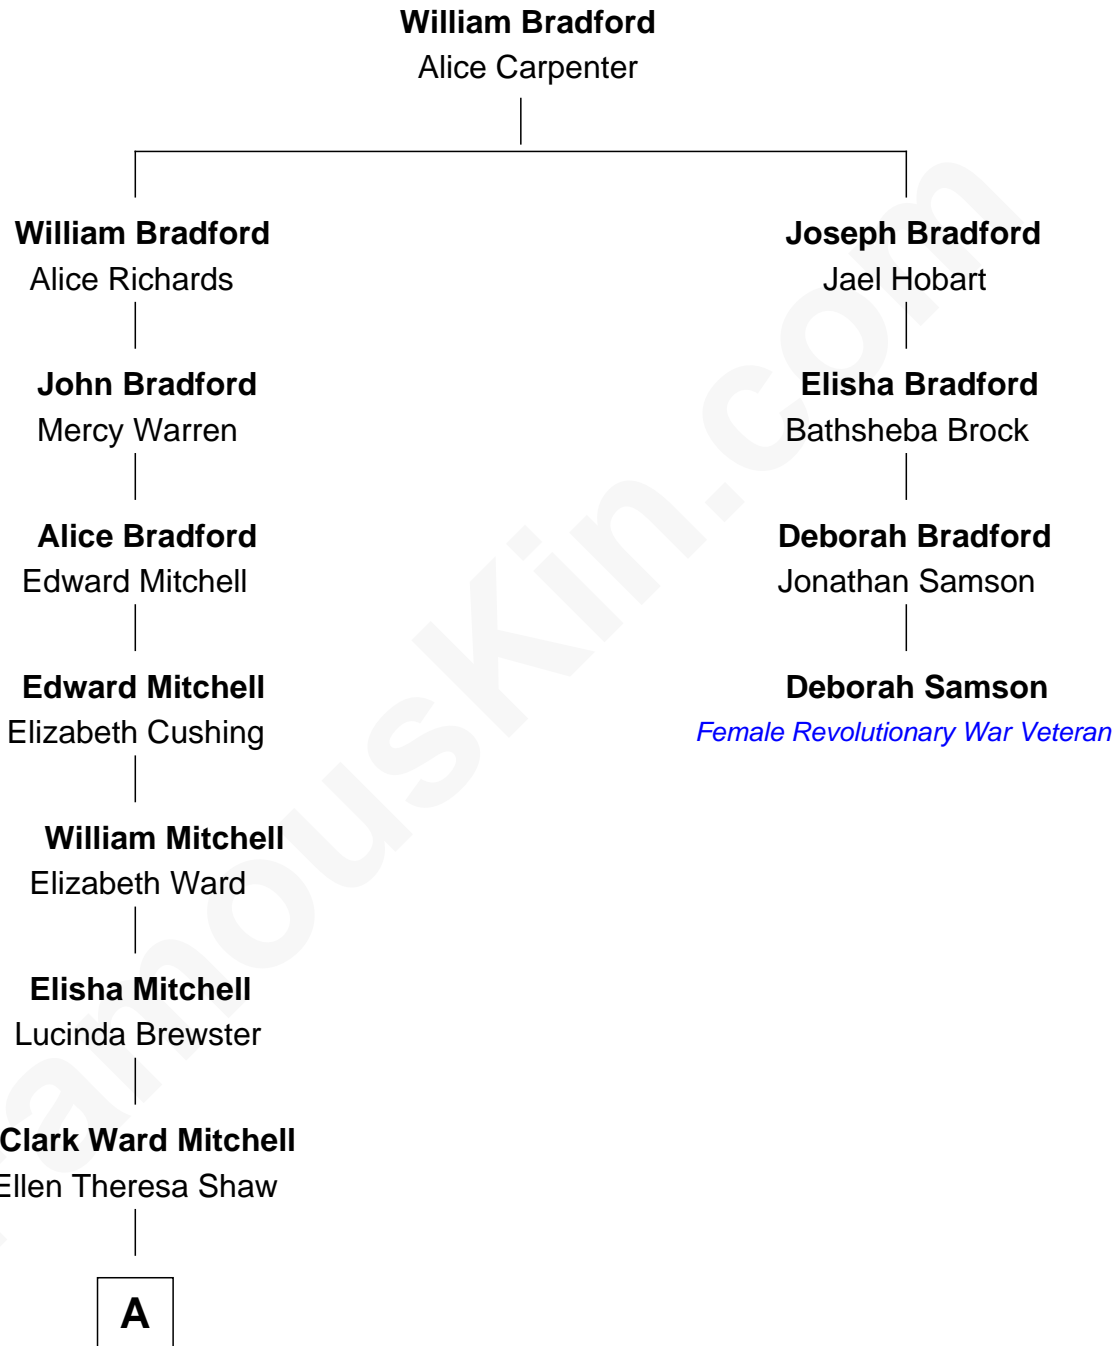 William Bradford
Alice Carpenter
William Bradford
Alice Richards
John Bradford
Mercy Warren
Alice Bradford
Edward Mitchell
Edward Mitchell
Elizabeth Cushing
William Mitchell
Elizabeth Ward
Elisha Mitchell
Lucinda Brewster
Clark Ward Mitchell
Ellen Theresa Shaw
A
Joseph Bradford
Jael Hobart
Elisha Bradford
Bathsheba Brock
Deborah Bradford
Jonathan Samson
Deborah Samson
Female Revolutionary War Veteran
FamousKin.com